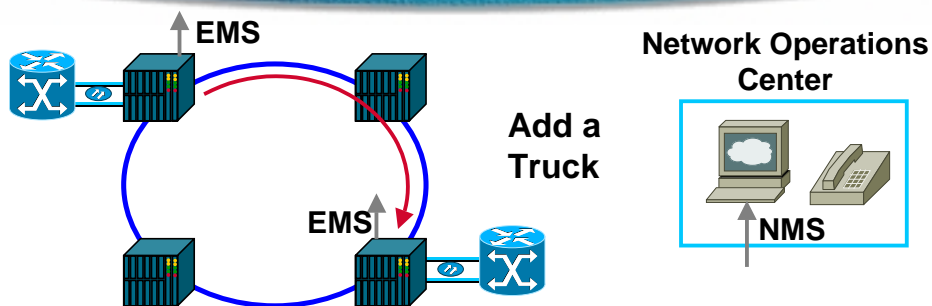 EMS
Network Operations
Center
Add a
Truck
EMS
NMS